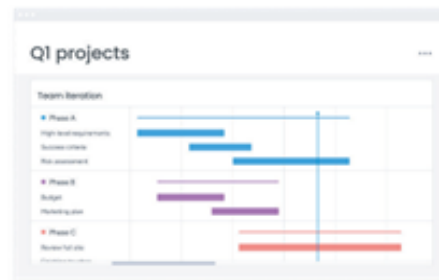 Q1 projects
Team iteration
Phase A
High-level requirements
Success criteria
Risk assessment
Phase B
Budget
Marketing plan
Phase C
Review full site